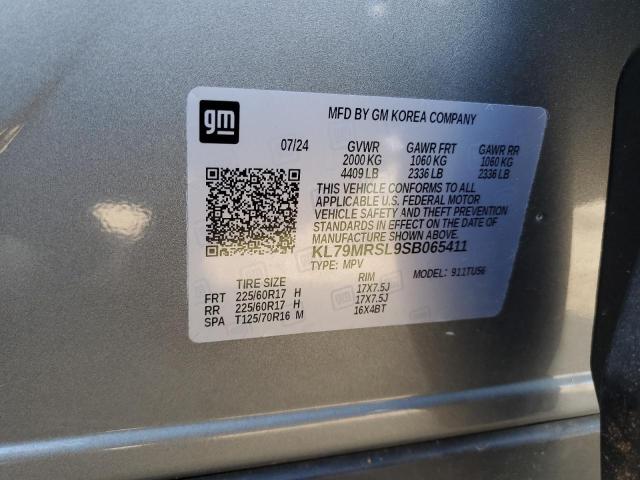 gm
MFD BY GM KOREA COMPANY
07/24 GVWR GAWR FRT GAWR RR
2000 KG 1060 KG 1060 KG
4409 LB 2336 LB 2336 LB
THIS VEHICLE CONFORMS TO ALL
APPLICABLE U.S. FEDERAL MOTOR
VEHICLE SAFETY AND THEFT PREVENTION
STANDARDS IN EFFECT ON THE DATE OF
MANUFACTURE SHOWN ABOVE.
KL79MRSL9SB065411
TYPE: MPV MODEL: 911TU56
TIRE SIZE RIM
FRT 225/60R17 H 17X7.5J
RR 225/60R17 H 17X7.5J
SPA T125/70R16 M 16X4BT